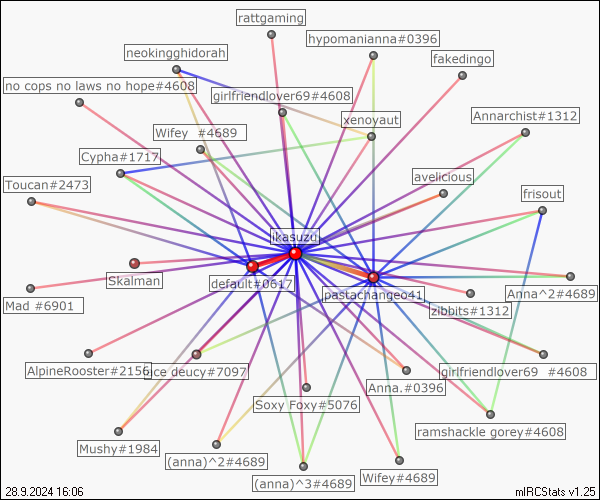 rattgaming
hypomanianna#0396
neokingghidorah
fakedingo
no cops no laws no hope#4608
girlfriendlover69#4608
Annarchist#1312
xenoyaut
Wifey #4689
Cypha#1717
Toucan#2473
avelicious
frisout
ikasuzu
Skalman
default#0617
pastachangeo41
Anna^2#4689
Mad #6901
zibbits#1312
AlpineRooster#2156
ice deucy#7097
Anna.#0396
girlfriendlover69 #4608
Soxy Foxy#5076
ramshackle gorey#4608
Mushy#1984
(anna)^2#4689
(anna)^3#4689
Wifey#4689
28.9.2024 16:06
mIRCStats v1.25